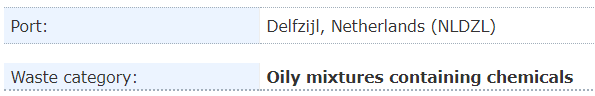 Port: Delfzijl, Netherlands (NLDZL)
Waste category: Oily mixtures containing chemicals